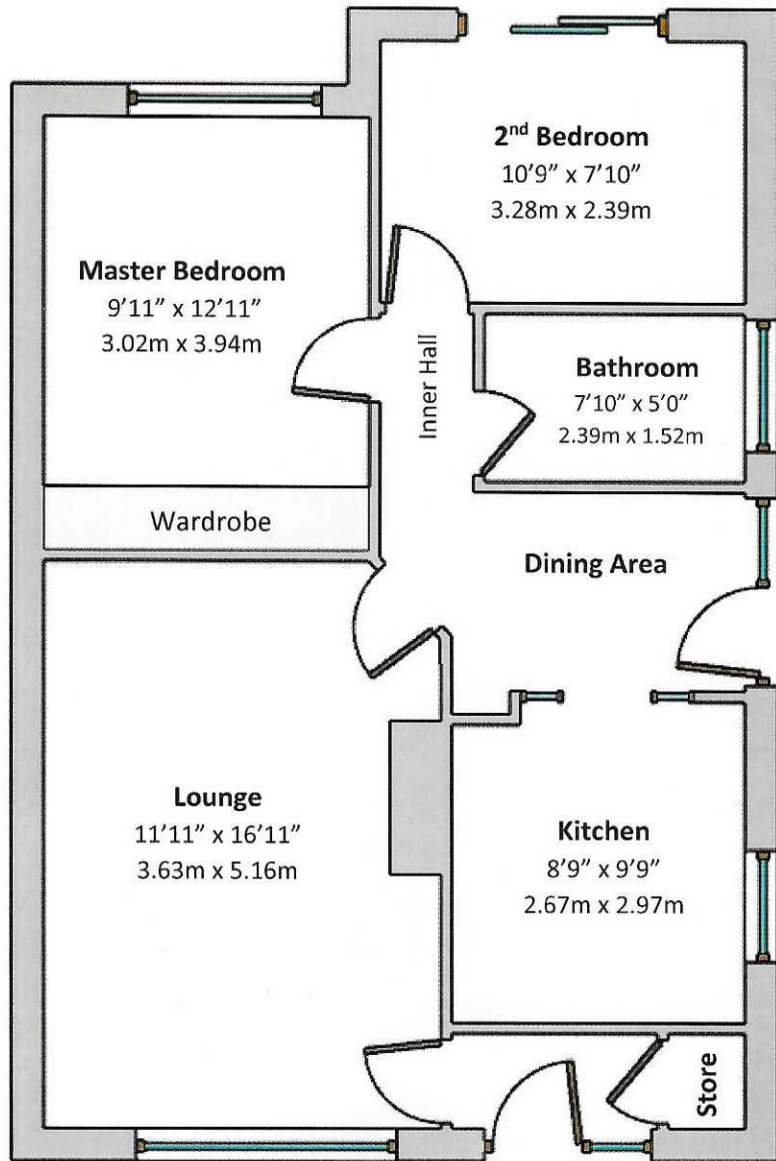 2nd Bedroom
10’9” x 7’10”
3.28m x 2.39m
Master Bedroom
9’11” x 12’11”
3.02m x 3.94m
Inner Hall
Bathroom
7’10” x 5’0”
2.39m x 1.52m
Wardrobe
Dining Area
Lounge
11’11” x 16’11”
3.63m x 5.16m
Kitchen
8’9” x 9’9”
2.67m x 2.97m
Store